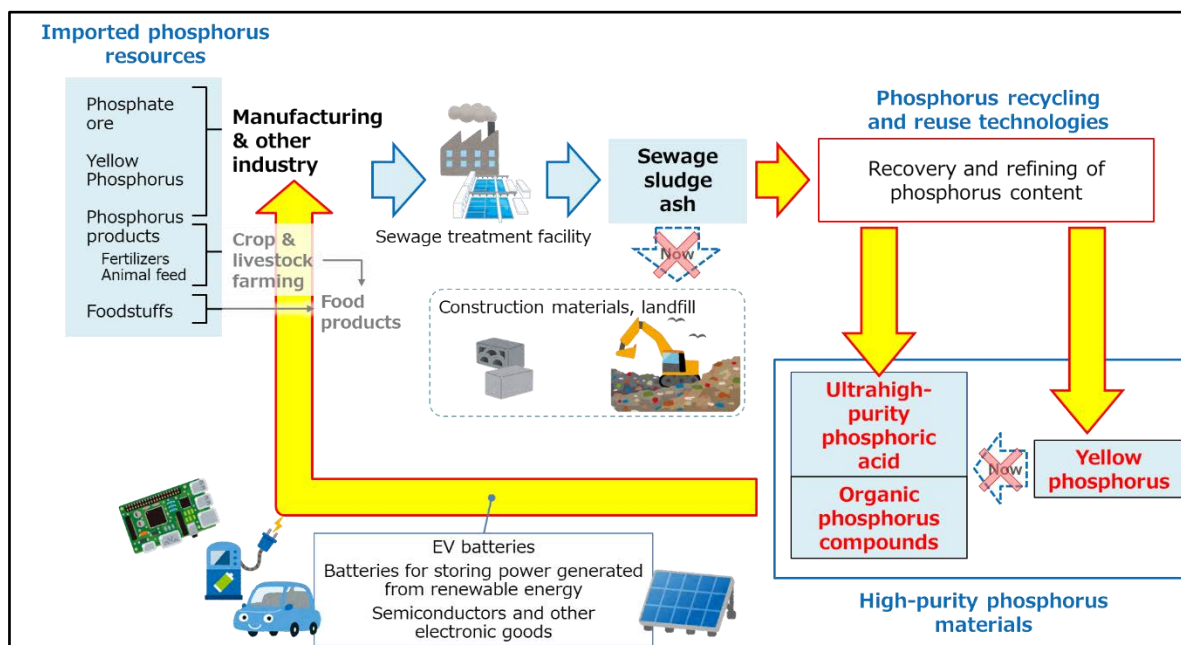 Imported phosphorus
resources
Phosphate
ore
Yellow
Phosphorus
Phosphorus
products
Fertilizers
Animal feed
Foodstuffs
Manufacturing
& other
industry
Crop &
livestock
farming
Food
products
Sewage treatment facility
Sewage
sludge
ash
Now
Construction materials, landfill
Phosphorus recycling
and reuse technologies
Recovery and refining of
phosphorus content
Ultrahigh-
purity
phosphoric
acid
Organic
phosphorus
compounds
Now
Yellow
phosphorus
High-purity phosphorus
materials
EV batteries
Batteries for storing power generated
from renewable energy
Semiconductors and other
electronic goods